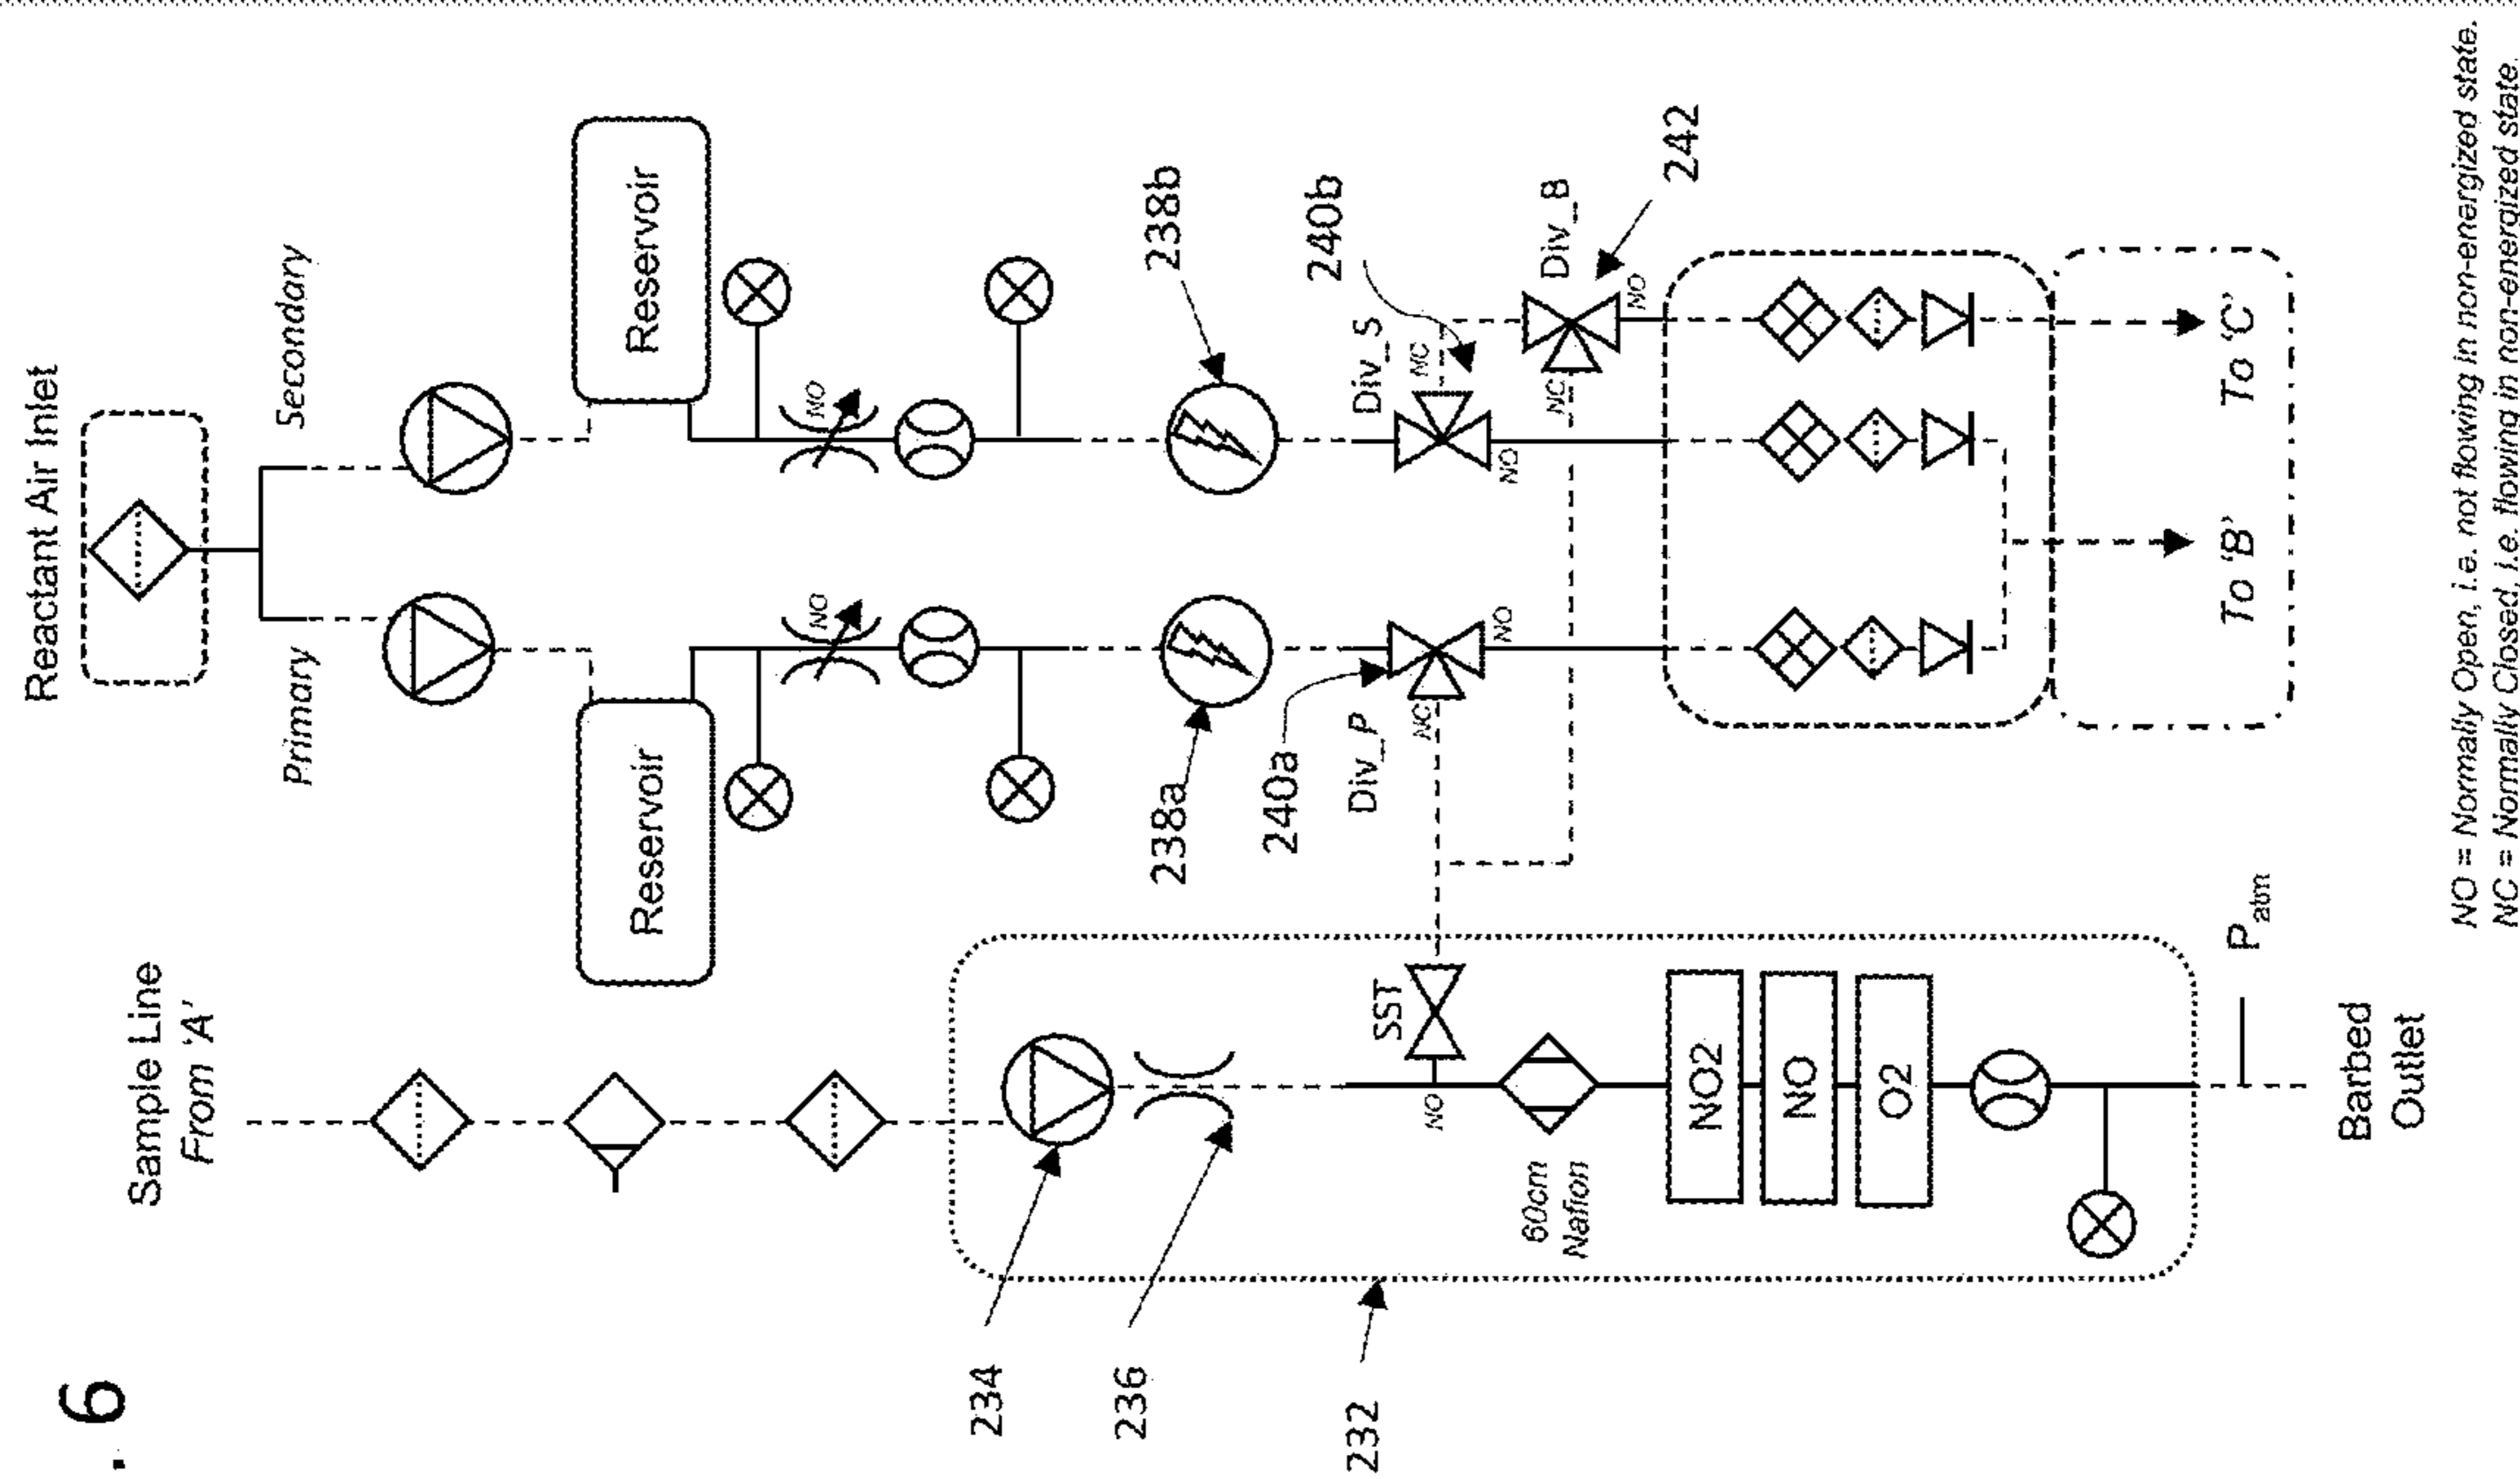 . 6
Reactant Air Inlet
Primary
Secondary
Sample Line
From 'A'
Reservoir
Reservoir
NO
NO
234
236
232
238a
238b
240a
240b
242
Div_P
NC
NO
Div_S
NC
NO
Div_B
NC
NO
SST
NO
60cm
Nafion
NO2
NO
O2
P atm
Barbed
Outlet
To 'B'
To 'C'
NO = Normally Open, i.e. not flowing in non-energized state.
NC = Normally Closed, i.e. flowing in non-energized state.